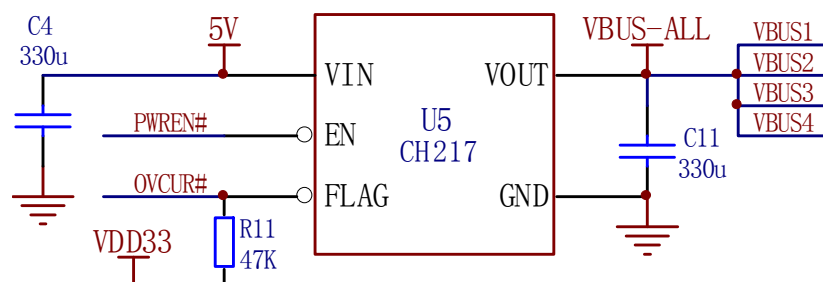 C4
330u
5V
VBUS-ALL
VBUS1
VBUS2
VBUS3
VBUS4
VIN
VOUT
PWREN#
EN
U5
CH217
C11
330u
OVCUR#
FLAG
GND
R11
47K
VDD33